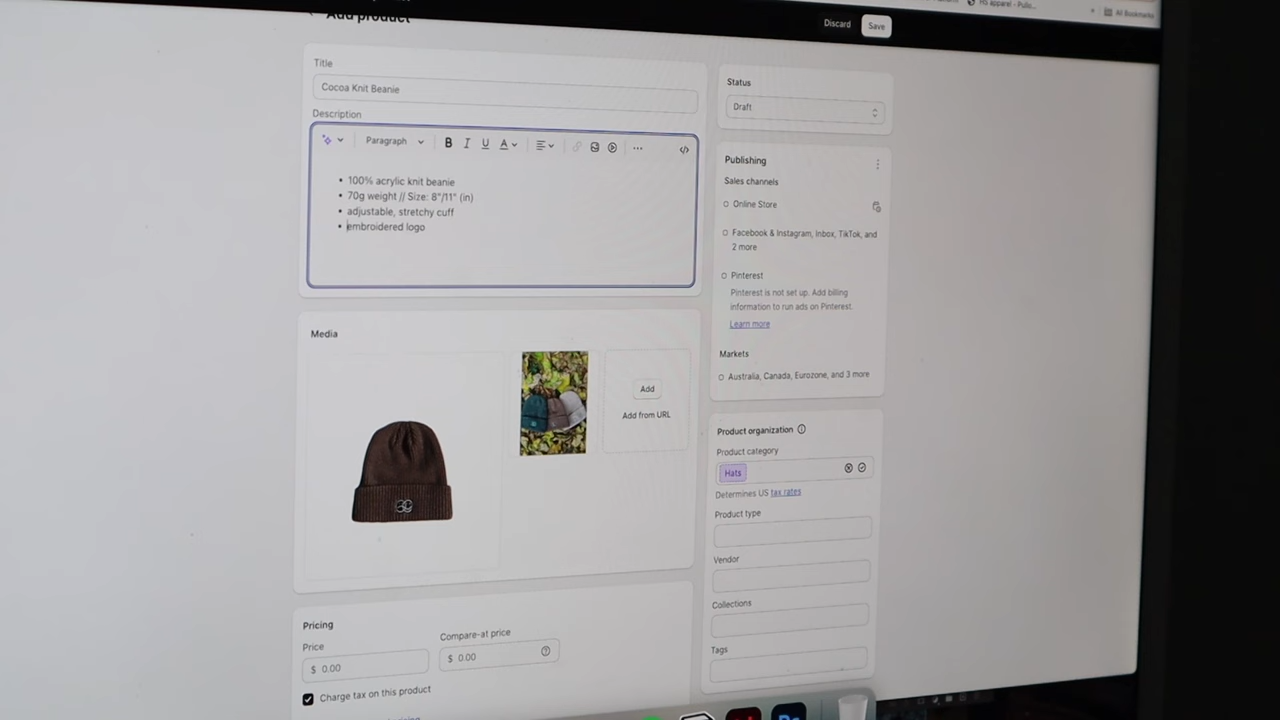 Add product
Discard
Save
All Bookmarks
Title
Cocoa Knit Beanie
Description
Paragraph
B I U A
• 100% acrylic knit beanie
• 70g weight // Size: 8"/11" (in)
• adjustable, stretchy cuff
• embroidered logo
Media
Add
Add from URL
Pricing
Price
$ 0.00
Compare-at price
$ 0.00
Charge tax on this product
Status
Draft
Publishing
Sales channels
Online Store
Facebook & Instagram, Inbox, TikTok, and
2 more
Pinterest
Pinterest is not set up. Add billing
information to run ads on Pinterest.
Learn more
Markets
Australia, Canada, Eurozone, and 3 more
Product organization
Product category
Hats
Determines US tax rates
Product type
Vendor
Collections
Tags